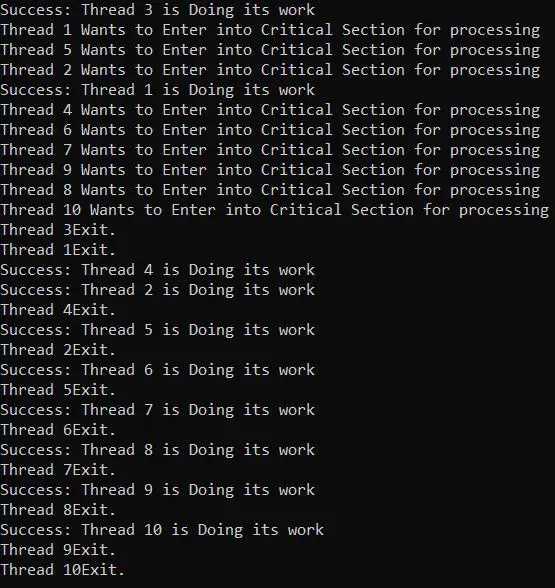 Success: Thread 3 is Doing its work
Thread 1 Wants to Enter into Critical Section for processing
Thread 5 Wants to Enter into Critical Section for processing
Thread 2 Wants to Enter into Critical Section for processing
Success: Thread 1 is Doing its work
Thread 4 Wants to Enter into Critical Section for processing
Thread 6 Wants to Enter into Critical Section for processing
Thread 7 Wants to Enter into Critical Section for processing
Thread 9 Wants to Enter into Critical Section for processing
Thread 8 Wants to Enter into Critical Section for processing
Thread 10 Wants to Enter into Critical Section for processing
Thread 3Exit.
Thread 1Exit.
Success: Thread 4 is Doing its work
Success: Thread 2 is Doing its work
Thread 4Exit.
Success: Thread 5 is Doing its work
Thread 2Exit.
Success: Thread 6 is Doing its work
Thread 5Exit.
Success: Thread 7 is Doing its work
Thread 6Exit.
Success: Thread 8 is Doing its work
Thread 7Exit.
Success: Thread 9 is Doing its work
Thread 8Exit.
Success: Thread 10 is Doing its work
Thread 9Exit.
Thread 10Exit.